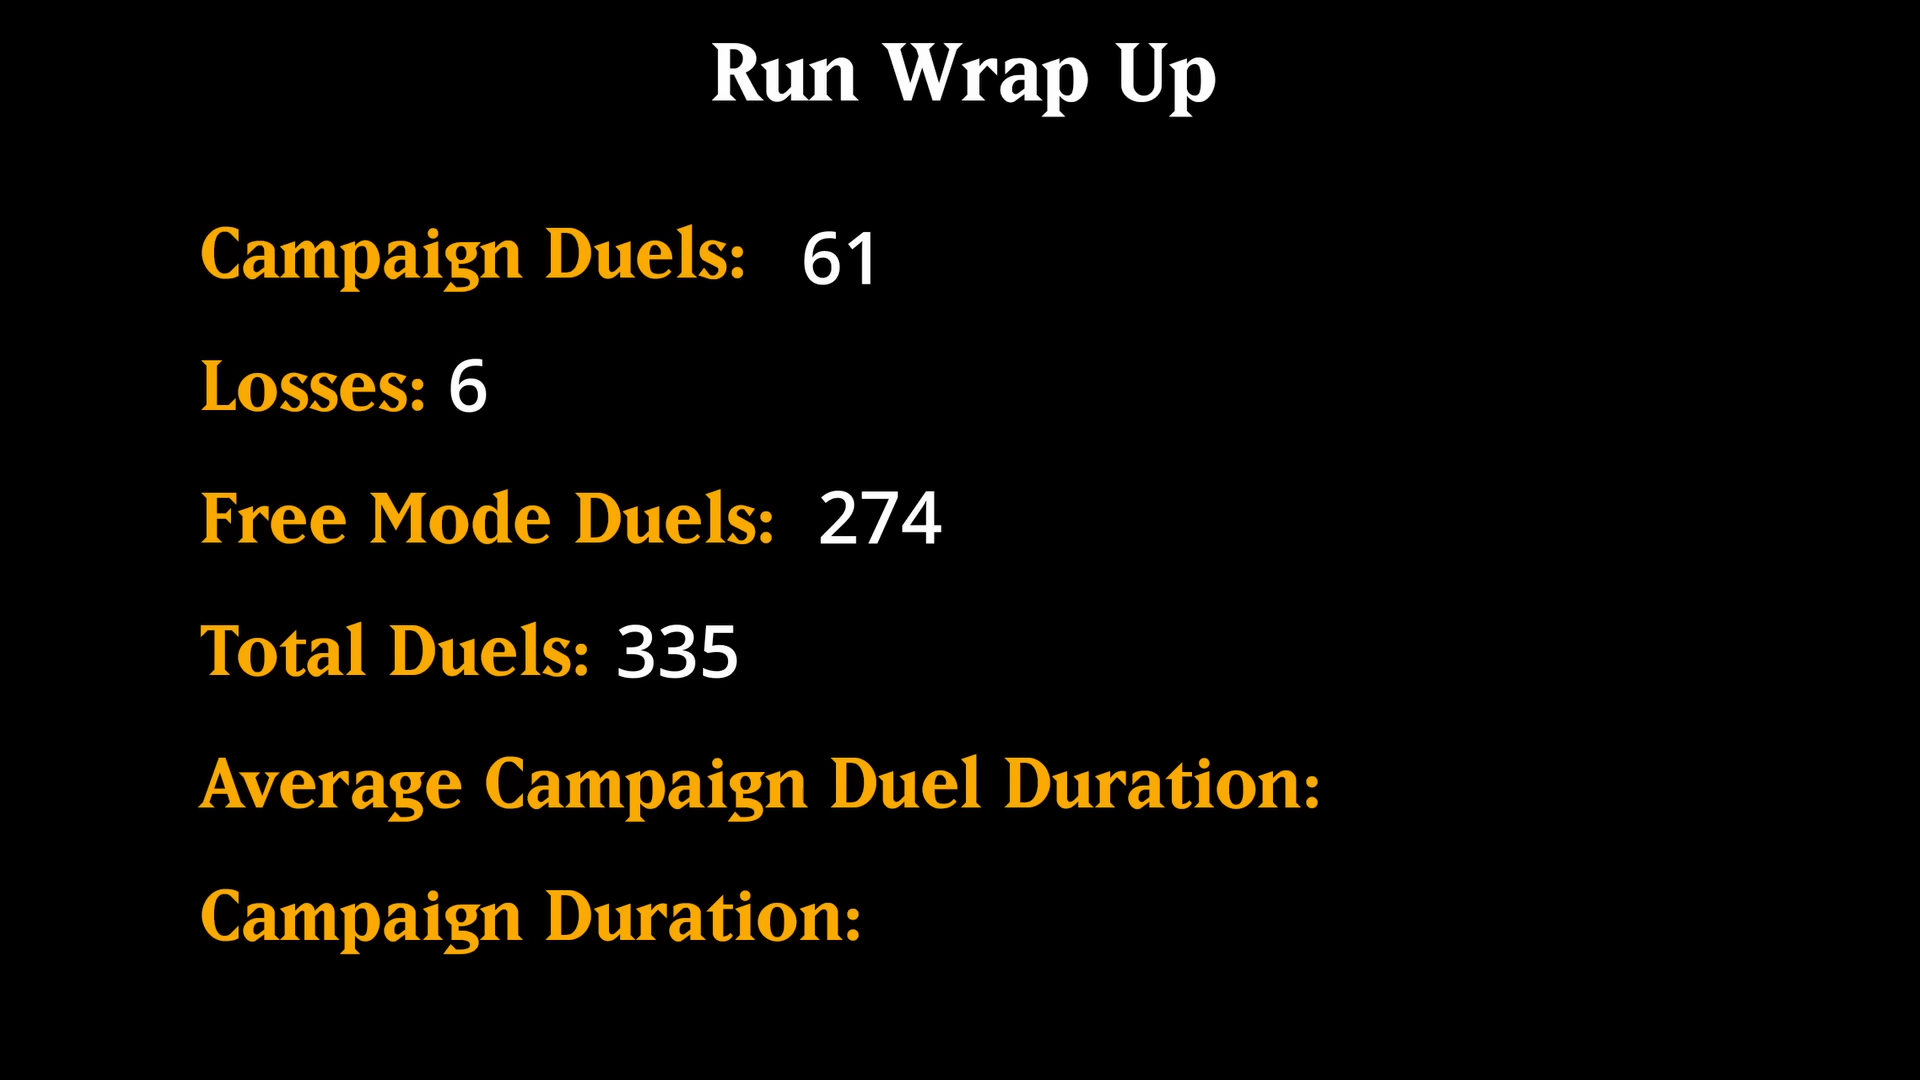 Run Wrap Up
Campaign Duels: 61
Losses: 6
Free Mode Duels: 274
Total Duels: 335
Average Campaign Duel Duration:
Campaign Duration: